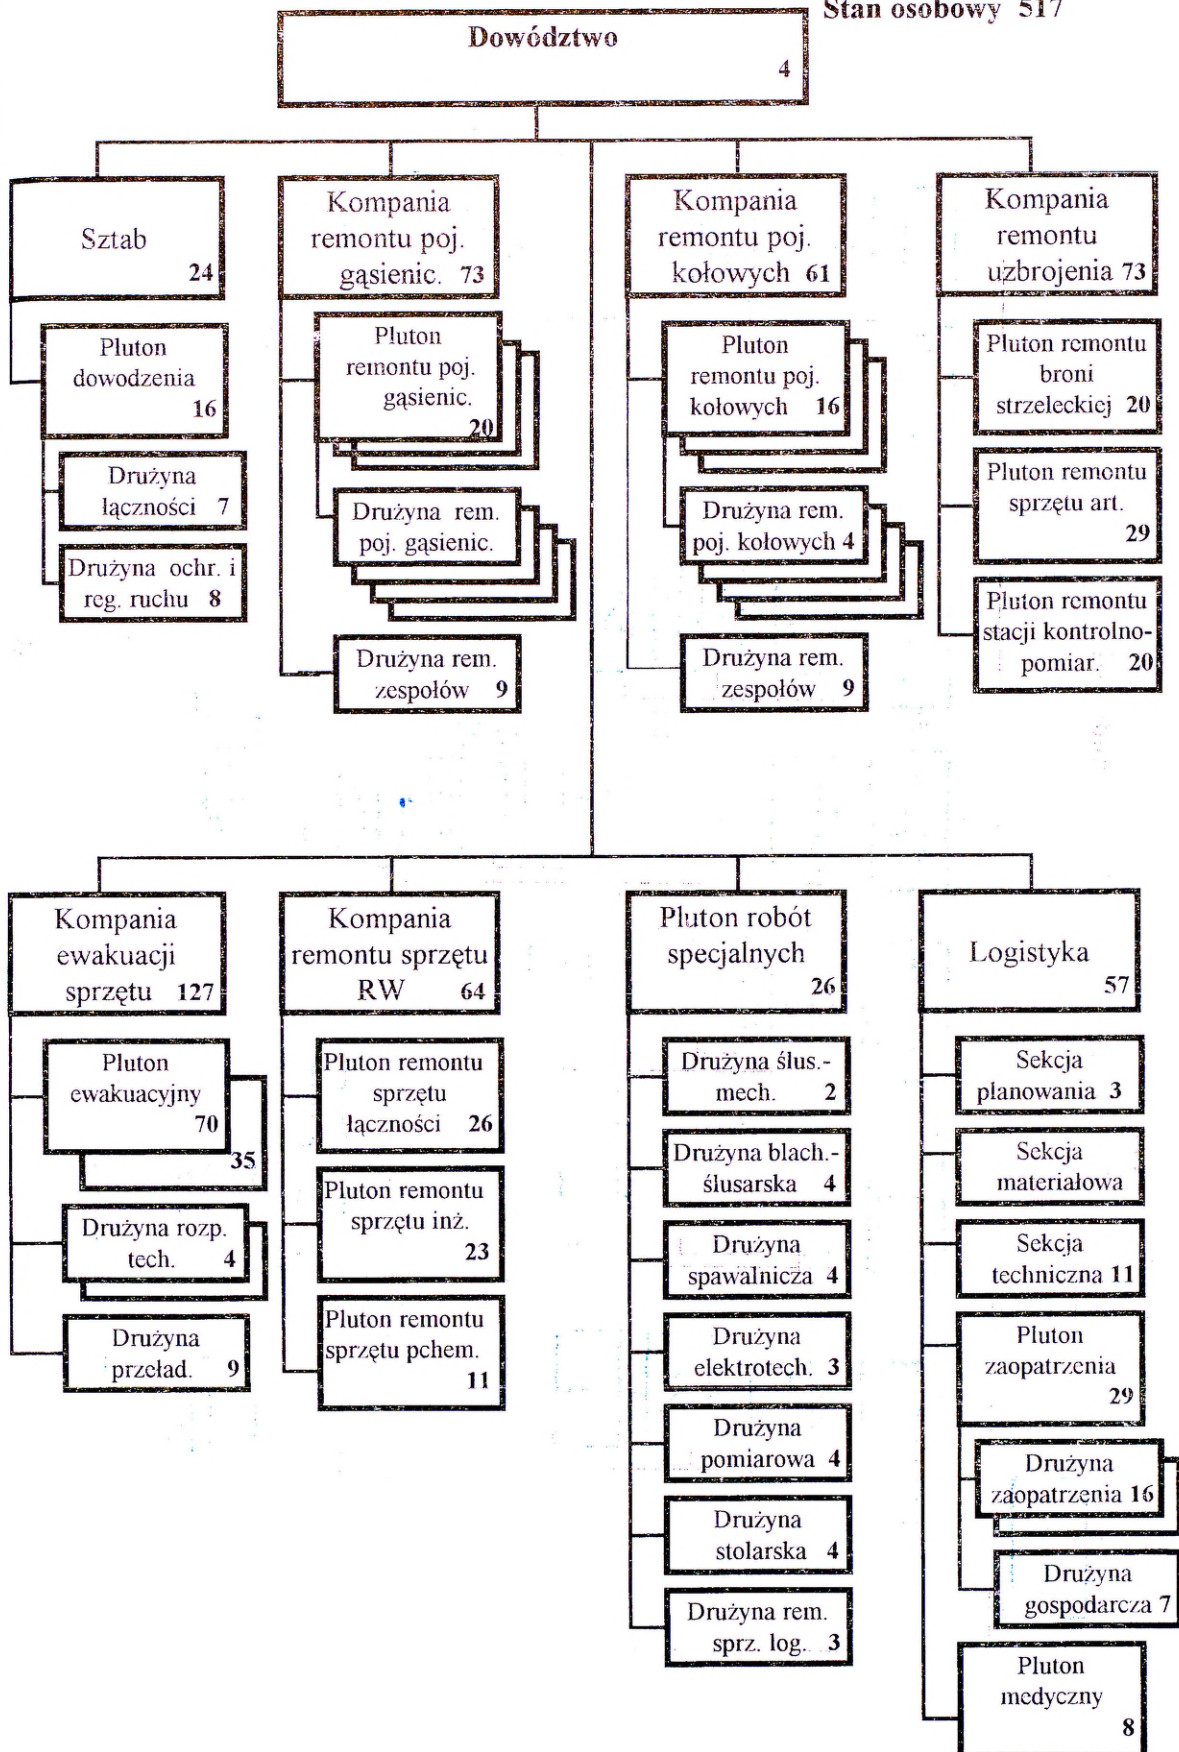 Stan osobowy 517
Dowództwo
4
Sztab
24
Pluton
dowodzenia
16
Drużyna
łączności 7
Drużyna ochr. i
reg. ruchu 8
Kompania
remontu poj.
gąsienic. 73
Pluton
remontu poj.
gąsienic.
20
Drużyna rem.
poj. gąsienic.
Drużyna rem.
zespołów 9
Kompania
remontu poj.
kołowych 61
Pluton
remontu poj.
kołowych 16
Drużyna rem.
poj. kołowych 4
Drużyna rem.
zespołów 9
Kompania
remontu
uzbrojenia 73
Pluton remontu
broni
strzeleckiej 20
Pluton remontu
sprzętu art.
29
Pluton remontu
stacji kontrolno-
pomiar. 20
Kompania
ewakuacji
sprzętu 127
Pluton
ewakuacyjny
70
35
Drużyna rozp.
tech. 4
Drużyna
przeład. 9
Kompania
remontu sprzętu
RW 64
Pluton remontu
sprzętu
łączności 26
Pluton remontu
sprzętu inż.
23
Pluton remontu
sprzętu pchem.
11
Pluton robót
specjalnych
26
Drużyna ślus.-
mech. 2
Drużyna blach.-
ślusarska 4
Drużyna
spawalnicza 4
Drużyna
elektrotech. 3
Drużyna
pomiarowa 4
Drużyna
stolarska 4
Drużyna rem.
sprz. log. 3
Logistyka
57
Sekcja
planowania 3
Sekcja
materiałowa
Sekcja
techniczna 11
Pluton
zaopatrzenia
29
Drużyna
zaopatrzenia 16
Drużyna
gospodarcza 7
Pluton
medyczny
8